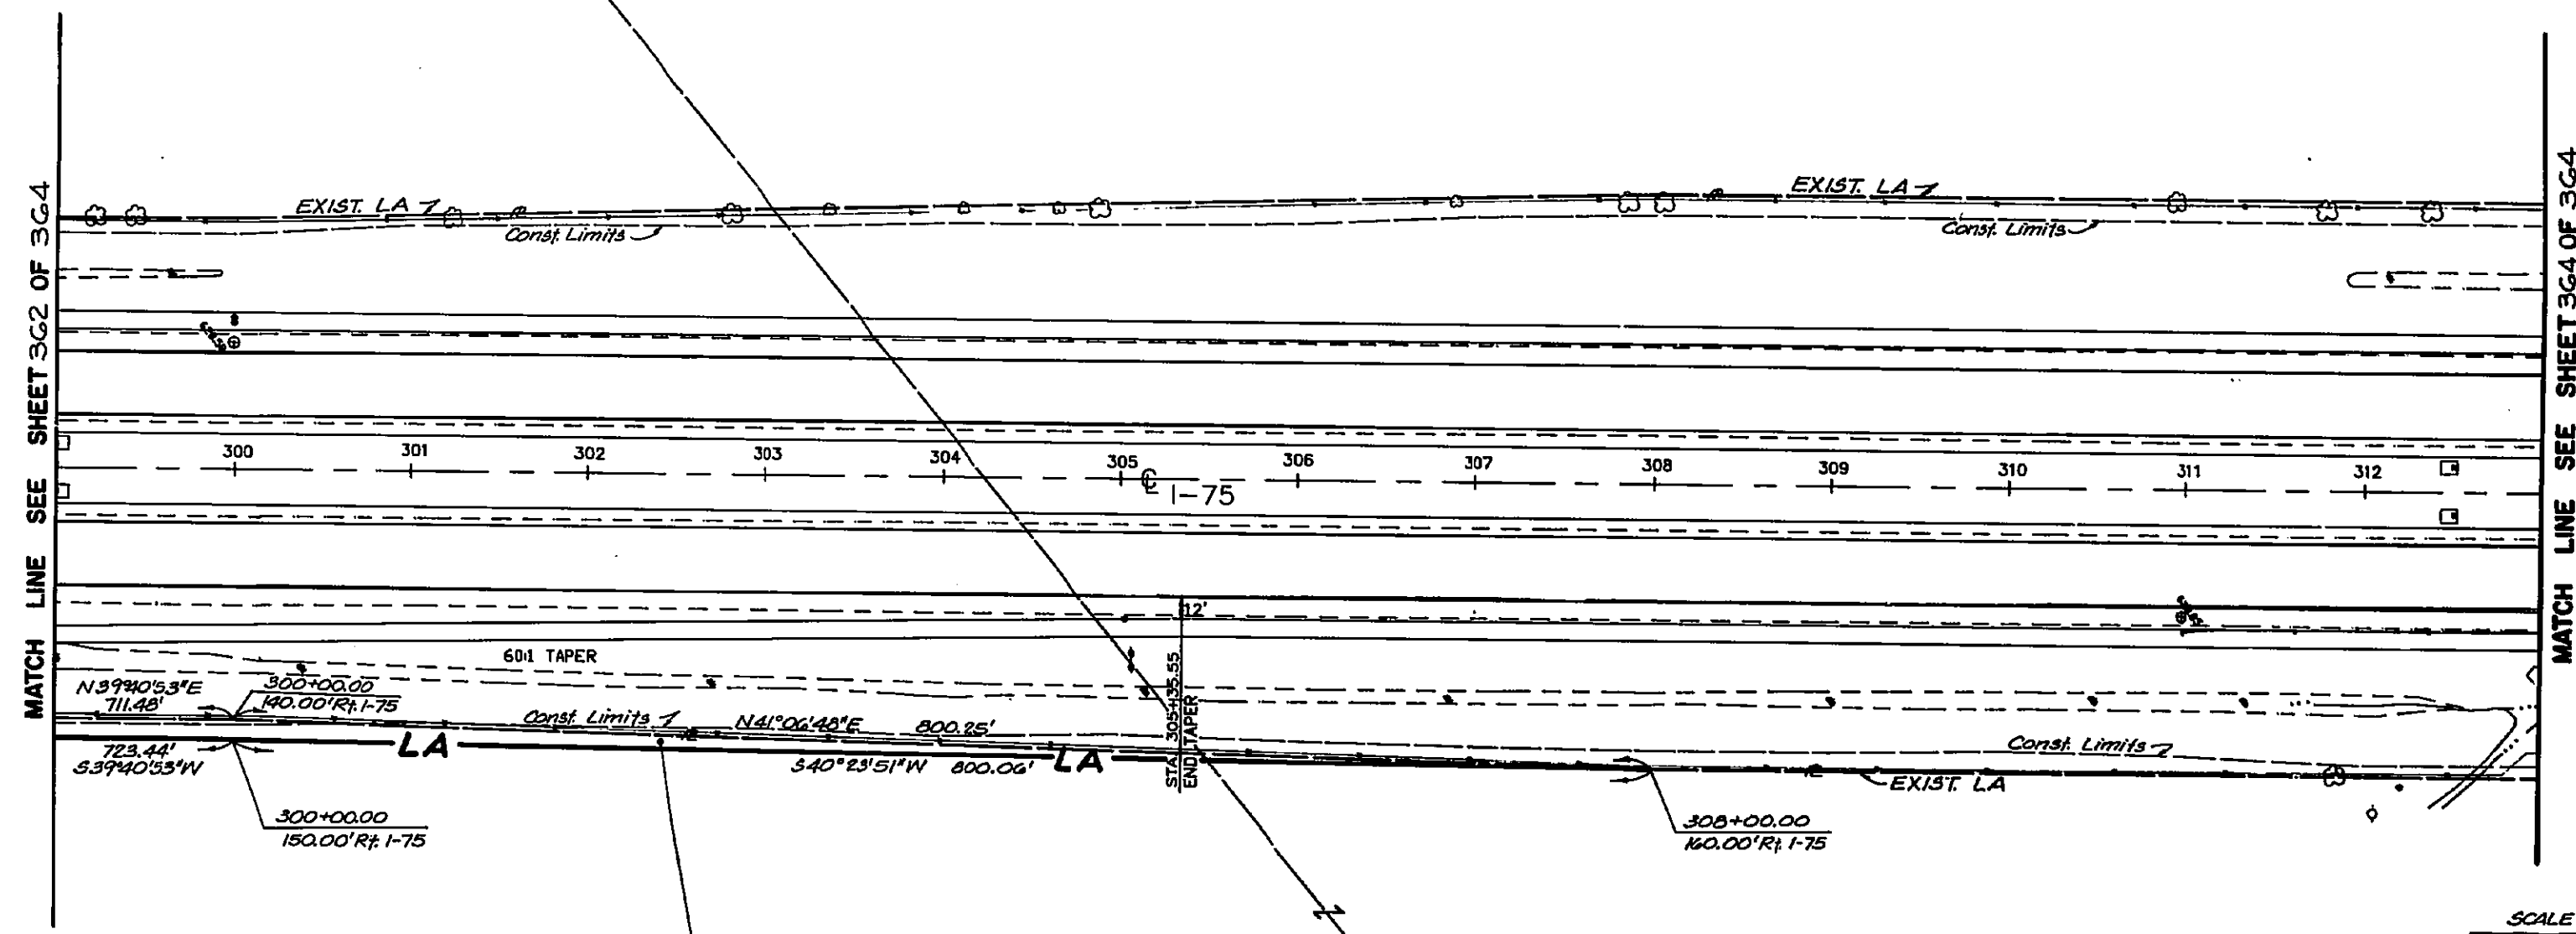 MATCH LINE SEE SHEET 362 OF 364
MATCH LINE SEE SHEET 364 OF 364
EXIST. LA
EXIST. LA
Const. Limits
Const. Limits
300 301 302 303 304 305 306 307 308 309 310 311 312
℄ I-75
12'
60:1 TAPER
STA. 305+35.55
END TAPER
N39°40'53"E
711.48'
300+00.00
140.00' Rt. I-75
Const. Limits
N41°06'48"E 800.25'
723.44'
S39°40'53"W
LA
S40°23'51"W 800.06'
LA
Const. Limits
EXIST. LA
300+00.00
150.00' Rt. I-75
308+00.00
160.00' Rt. I-75
SCALE